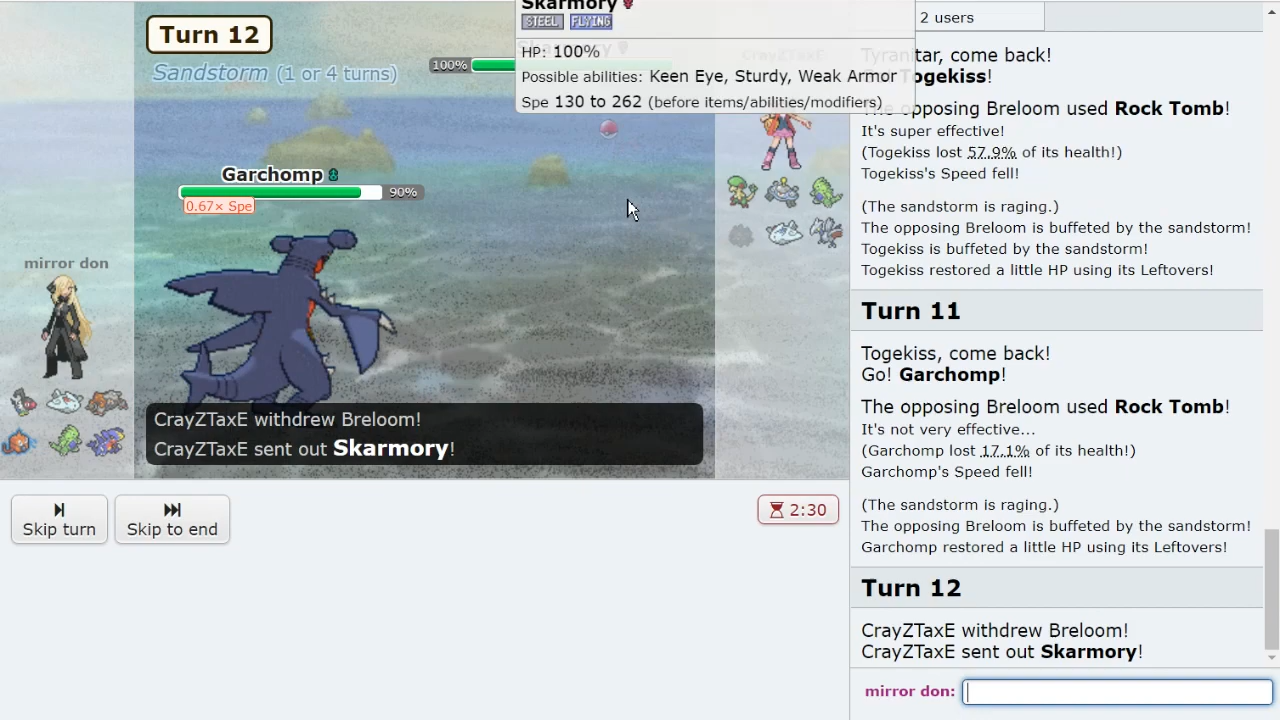 Turn 12
Sandstorm (1 or 4 turns)
100%
Skarmory
STEEL FLYING
HP: 100%
Possible abilities: Keen Eye, Sturdy, Weak Armor
Spe 130 to 262 (before items/abilities/modifiers)
CrayZTaxE
Garchomp
90%
0.67× Spe
mirror don
CrayZTaxE withdrew Breloom!
CrayZTaxE sent out Skarmory!
Skip turn
Skip to end
2:30
2 users
Tyranitar, come back!
Togekiss!
opposing Breloom used Rock Tomb!
It's super effective!
(Togekiss lost 57.9% of its health!)
Togekiss's Speed fell!
(The sandstorm is raging.)
The opposing Breloom is buffeted by the sandstorm!
Togekiss is buffeted by the sandstorm!
Togekiss restored a little HP using its Leftovers!
Turn 11
Togekiss, come back!
Go! Garchomp!
The opposing Breloom used Rock Tomb!
It's not very effective...
(Garchomp lost 17.1% of its health!)
Garchomp's Speed fell!
(The sandstorm is raging.)
The opposing Breloom is buffeted by the sandstorm!
Garchomp restored a little HP using its Leftovers!
Turn 12
CrayZTaxE withdrew Breloom!
CrayZTaxE sent out Skarmory!
mirror don: